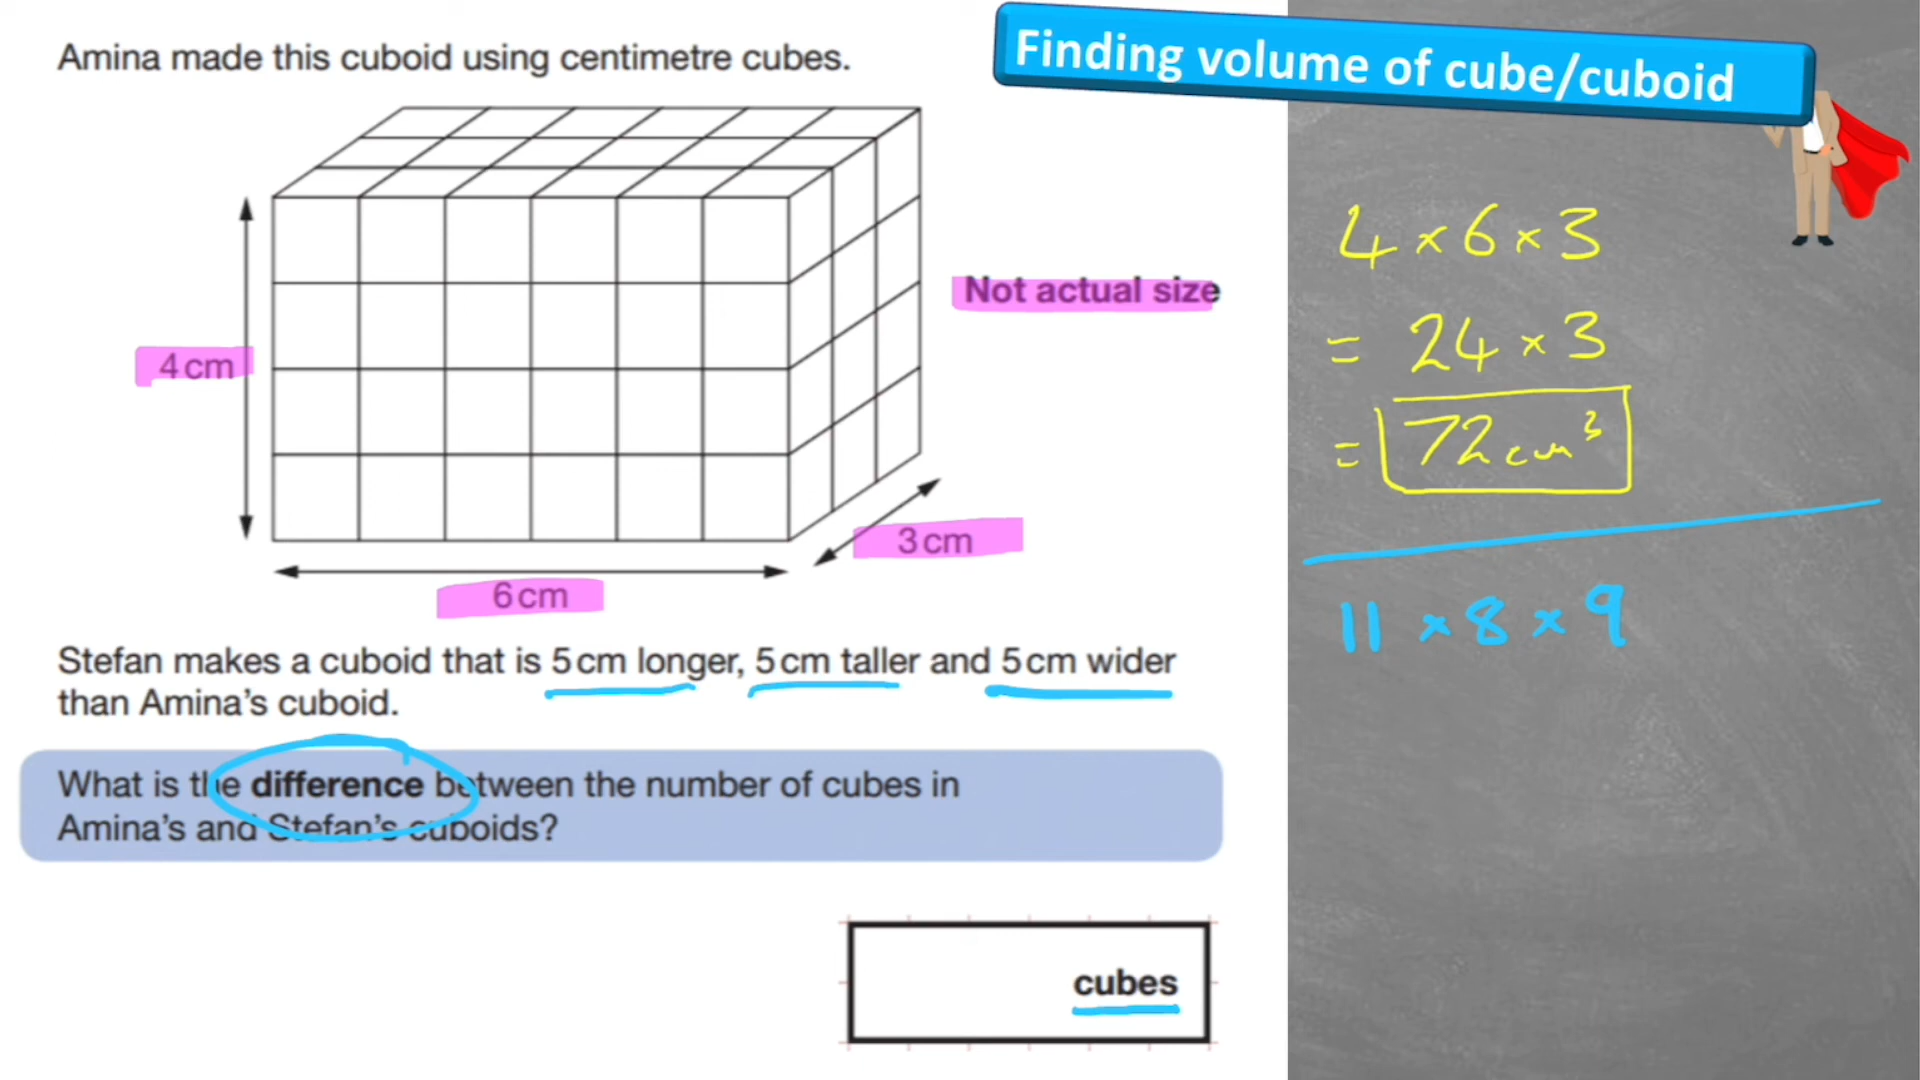 Finding volume of cube/cuboid
Amina made this cuboid using centimetre cubes.
4 cm
Not actual size
3 cm
6 cm
Stefan makes a cuboid that is 5 cm longer, 5 cm taller and 5 cm wider
than Amina’s cuboid.
What is the difference between the number of cubes in
Amina’s and Stefan’s cuboids?
cubes
4 × 6 × 3
= 24 × 3
= 72 cm³
11 × 8 × 9